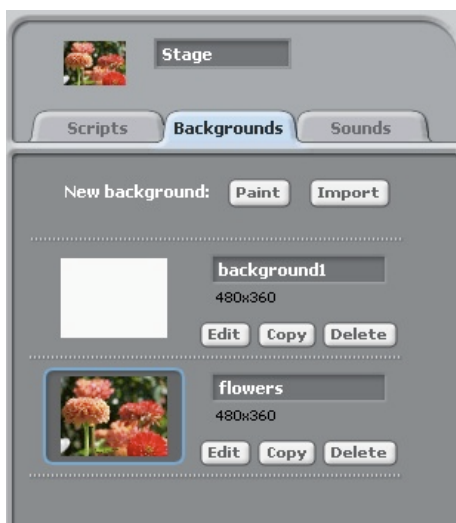 Stage
Scripts Backgrounds Sounds
New background: Paint Import
background1
480x360
Edit Copy Delete
flowers
480x360
Edit Copy Delete